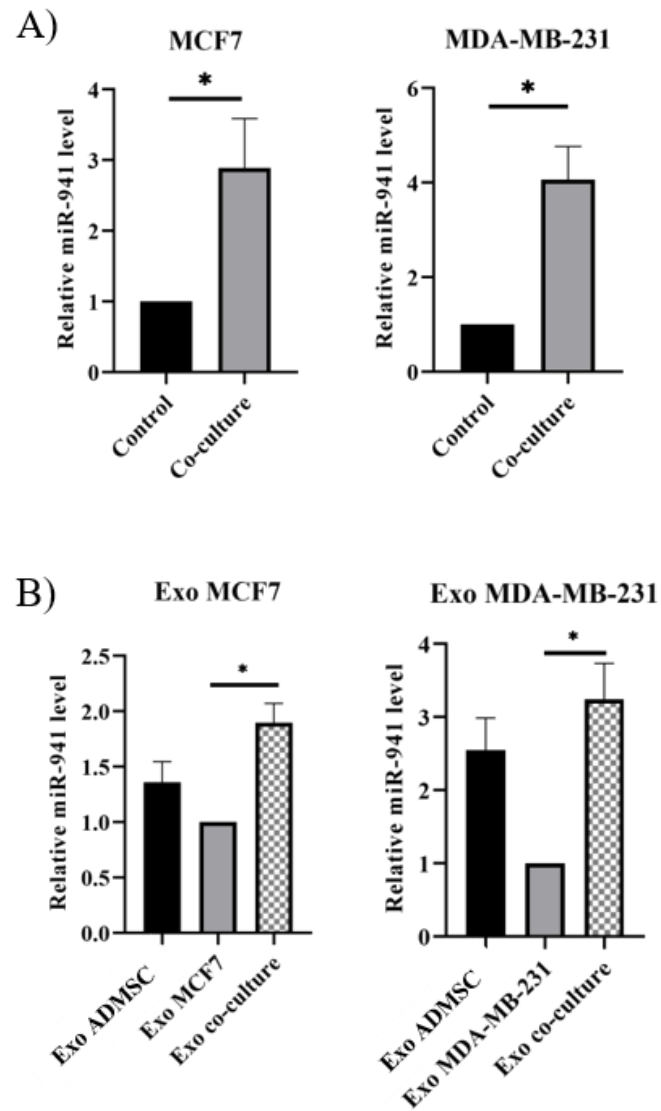 A)
MCF7
Relative miR-941 level
4
3
2
1
0
*
Control
Co-culture
MDA-MB-231
Relative miR-941 level
6
4
2
0
*
Control
Co-culture
B)
Exo MCF7
Relative miR-941 level
2.5
2.0
1.5
1.0
0.5
0.0
*
Exo ADMSC
Exo MCF7
Exo co-culture
Exo MDA-MB-231
Relative miR-941 level
4
3
2
1
0
*
Exo ADMSC
Exo MDA-MB-231
Exo co-culture